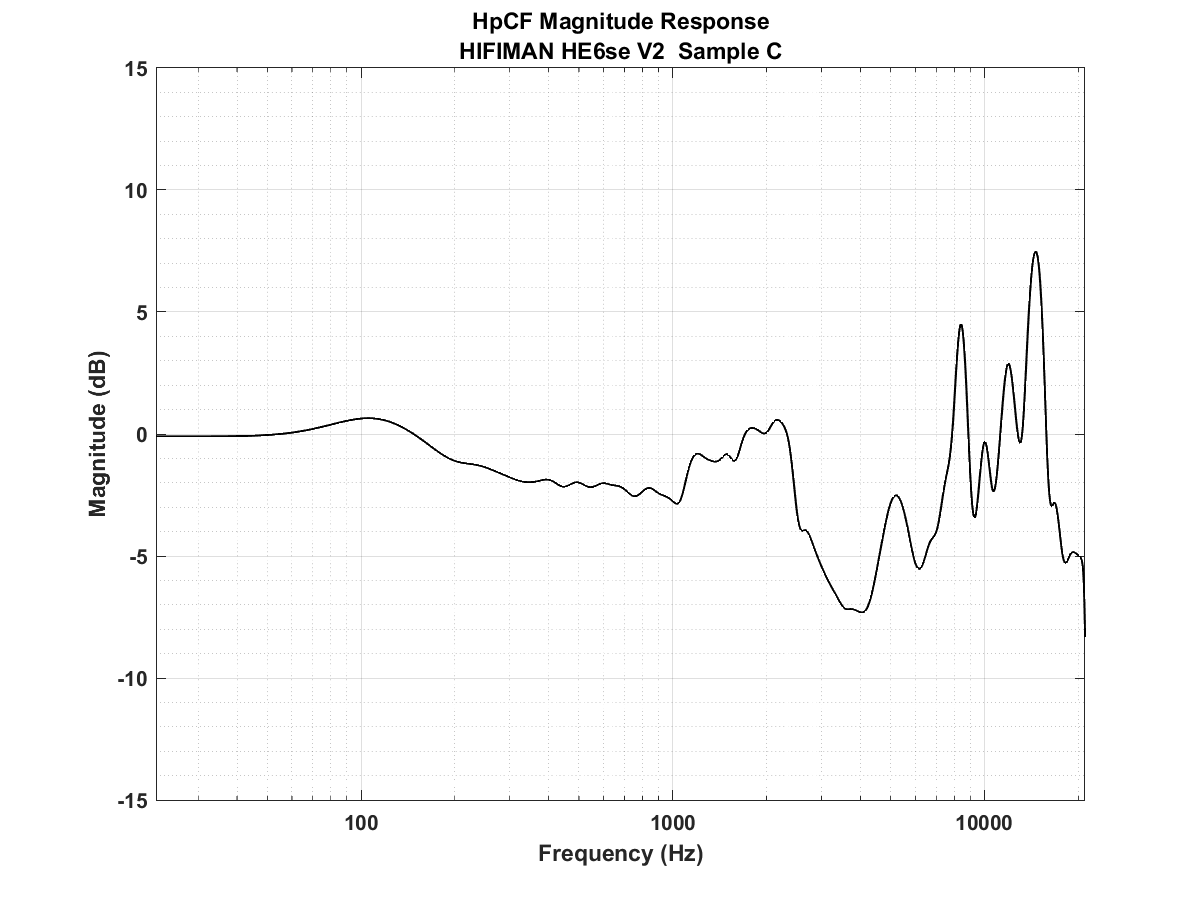 HpCF Magnitude Response
HIFIMAN HE6se V2  Sample C
15
10
5
0
-5
-10
-15
Magnitude (dB)
100
1000
10000
Frequency (Hz)